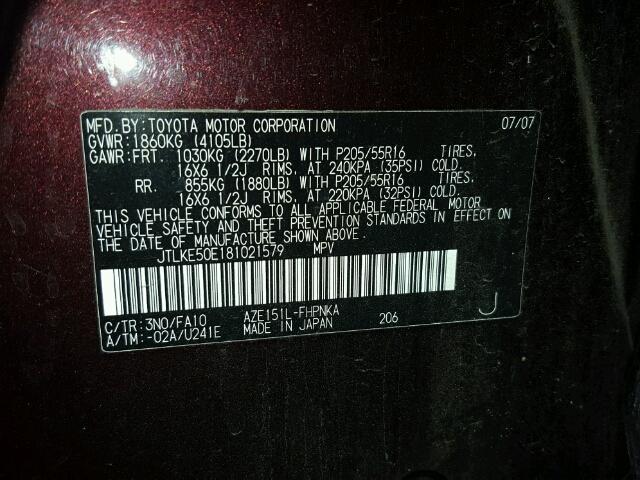 MFD.BY:TOYOTA MOTOR CORPORATION 07/07
GVWR:1860KG (4105LB)
GAWR:FRT. 1030KG (2270LB) WITH P205/55R16 TIRES,
16X6 1/2J RIMS, AT 240KPA (35PSI) COLD.
RR. 855KG (1880LB) WITH P205/55R16 TIRES,
16X6 1/2J RIMS, AT 220KPA (32PSI) COLD.
THIS VEHICLE CONFORMS TO ALL APPLICABLE FEDERAL MOTOR
VEHICLE SAFETY AND THEFT PREVENTION STANDARDS IN EFFECT ON
THE DATE OF MANUFACTURE SHOWN ABOVE.
JTLKE50E181021579 MPV
C/TR:3N0/FA10 AZE151L-FHPNKA
A/TM:-02A/U241E MADE IN JAPAN 206 J